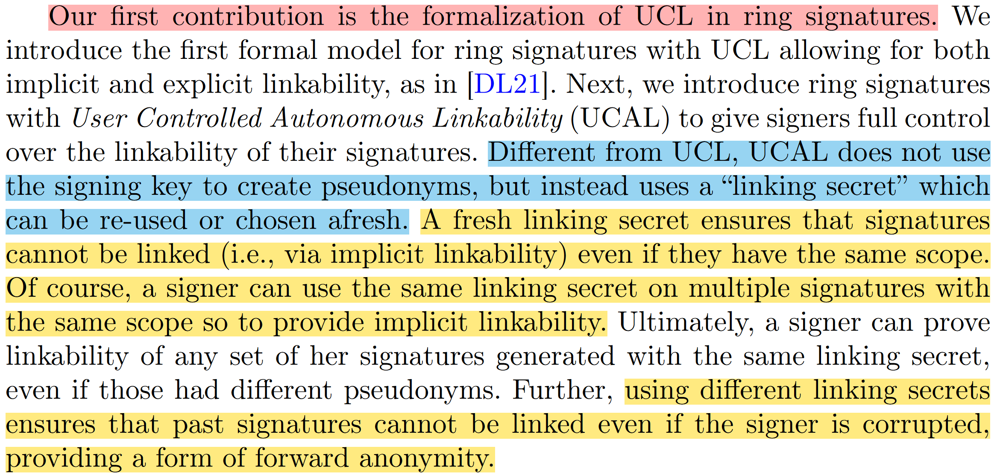 Our first contribution is the formalization of UCL in ring signatures. We
introduce the first formal model for ring signatures with UCL allowing for both
implicit and explicit linkability, as in [DL21]. Next, we introduce ring signatures
with User Controlled Autonomous Linkability (UCAL) to give signers full control
over the linkability of their signatures. Different from UCL, UCAL does not use
the signing key to create pseudonyms, but instead uses a “linking secret” which
can be re-used or chosen afresh. A fresh linking secret ensures that signatures
cannot be linked (i.e., via implicit linkability) even if they have the same scope.
Of course, a signer can use the same linking secret on multiple signatures with
the same scope so to provide implicit linkability. Ultimately, a signer can prove
linkability of any set of her signatures generated with the same linking secret,
even if those had different pseudonyms. Further, using different linking secrets
ensures that past signatures cannot be linked even if the signer is corrupted,
providing a form of forward anonymity.